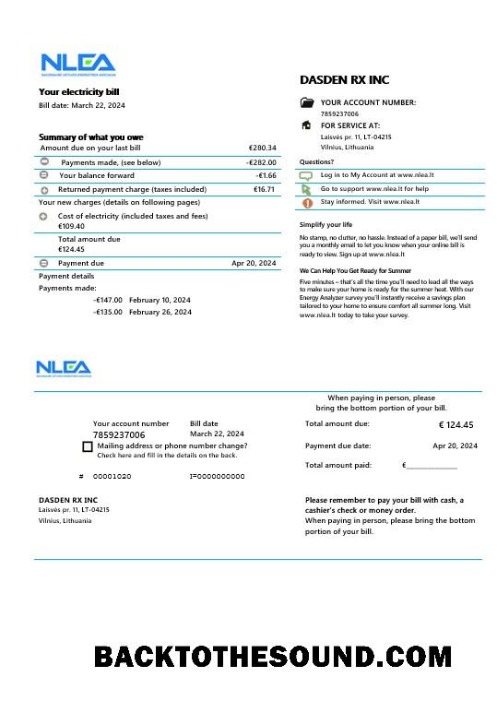 NLEA
Your electricity bill
Bill date: March 22, 2024
DASDEN RX INC
YOUR ACCOUNT NUMBER:
7859237006
FOR SERVICE AT:
Laisvės pr. 11, LT-04215
Vilnius, Lithuania
Summary of what you owe
Amount due on your last bill €280.34
Payments made, (see below) -€282.00
Your balance forward -€1.66
Returned payment charge (taxes included) €16.71
Your new charges (details on following pages)
Cost of electricity (included taxes and fees)
€109.40
Total amount due
€124.45
Payment due Apr 20, 2024
Payment details
Payments made:
-€147.00 February 10, 2024
-€135.00 February 26, 2024
Questions?
Log in to My Account at www.nlea.lt
Go to support www.nlea.lt for help
Stay informed. Visit www.nlea.lt
Simplify your life
No stamp, no clutter, no hassle. Instead of a paper bill, we'll send
you a monthly email to let you know when your online bill is
ready to view. Sign up at www.nlea.lt
We Can Help You Get Ready for Summer
Five minutes – that's all the time you'll need to lead all the ways
to make sure your home is ready for the summer heat. With our
Energy Analyzer survey you'll instantly receive a savings plan
tailored to your home to ensure comfort all summer long. Visit
www.nlea.lt today to take your survey.
NLEA
When paying in person, please
bring the bottom portion of your bill.
Your account number Bill date
7859237006 March 22, 2024
Mailing address or phone number change?
Check here and fill in the details on the back.
# 00001020 I=0000000000
Total amount due: € 124.45
Payment due date: Apr 20, 2024
Total amount paid: €____________
DASDEN RX INC
Laisvės pr. 11, LT-04215
Vilnius, Lithuania
Please remember to pay your bill with cash, a
cashier's check or money order.
When paying in person, please bring the bottom
portion of your bill.
BACKTOTHESOUND.COM